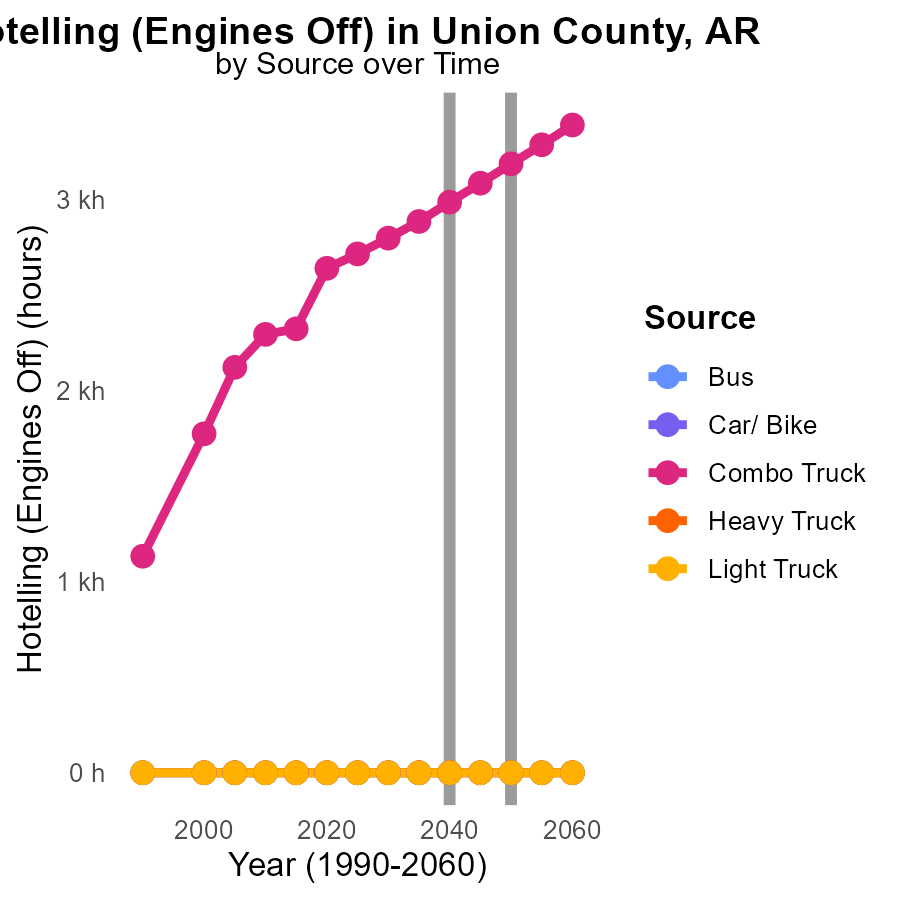 otelling (Engines Off) in Union County, AR
by Source over Time
Hotelling (Engines Off) (hours)
3 kh
2 kh
1 kh
0 h
2000 2020 2040 2060
Year (1990-2060)
Source
Bus
Car/ Bike
Combo Truck
Heavy Truck
Light Truck